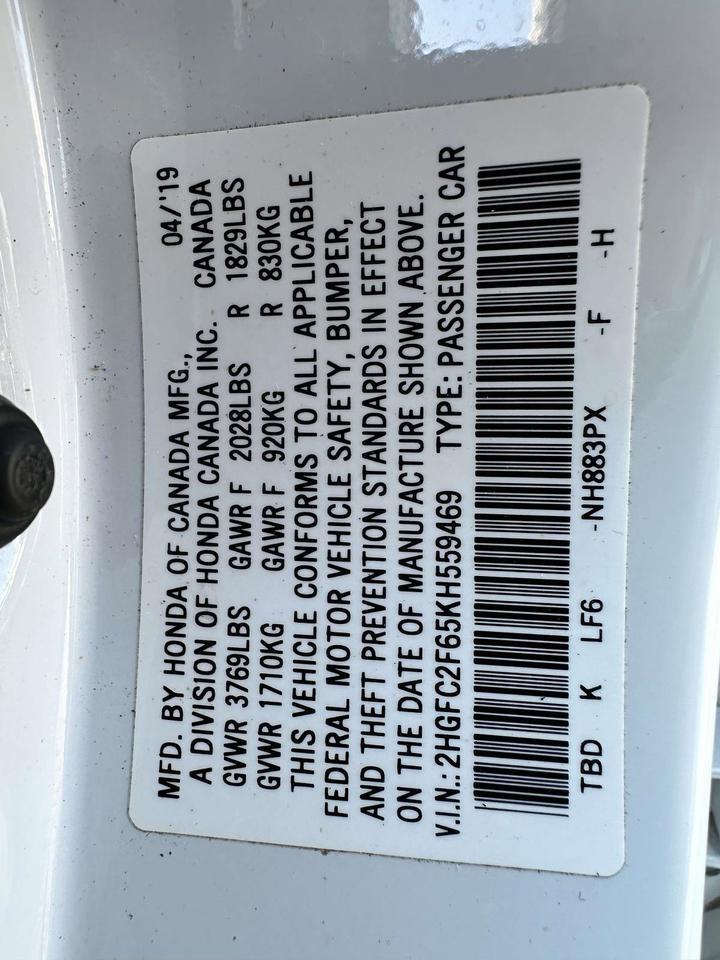 MFD. BY HONDA OF CANADA MFG., 04/'19
A DIVISION OF HONDA CANADA INC. CANADA
GVWR 3769LBS GAWR F 2028LBS R 1829LBS
GVWR 1710KG GAWR F 920KG R 830KG
THIS VEHICLE CONFORMS TO ALL APPLICABLE
FEDERAL MOTOR VEHICLE SAFETY, BUMPER,
AND THEFT PREVENTION STANDARDS IN EFFECT
ON THE DATE OF MANUFACTURE SHOWN ABOVE.
V.I.N.: 2HGFC2F65KH559469 TYPE: PASSENGER CAR
TBD K LF6 -NH883PX -F -H